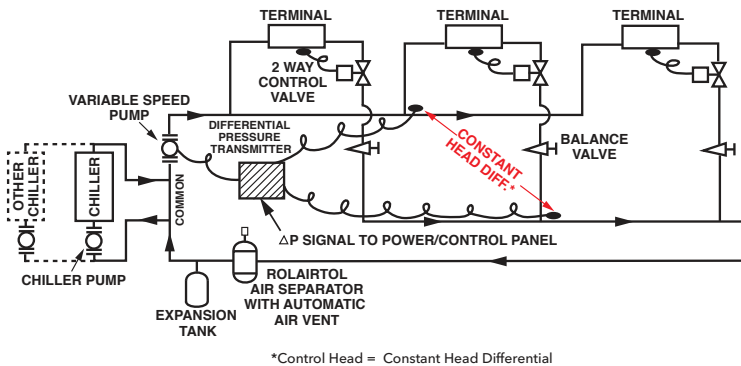 TERMINAL
TERMINAL
TERMINAL
2 WAY
CONTROL
VALVE
VARIABLE SPEED
PUMP
DIFFERENTIAL
PRESSURE
TRANSMITTER
CONSTANT
HEAD DIFF.*
BALANCE
VALVE
OTHER
CHILLER
CHILLER
COMMON
△P SIGNAL TO POWER/CONTROL PANEL
CHILLER PUMP
ROLAIRTOL
AIR SEPARATOR
WITH AUTOMATIC
AIR VENT
EXPANSION
TANK
*Control Head = Constant Head Differential